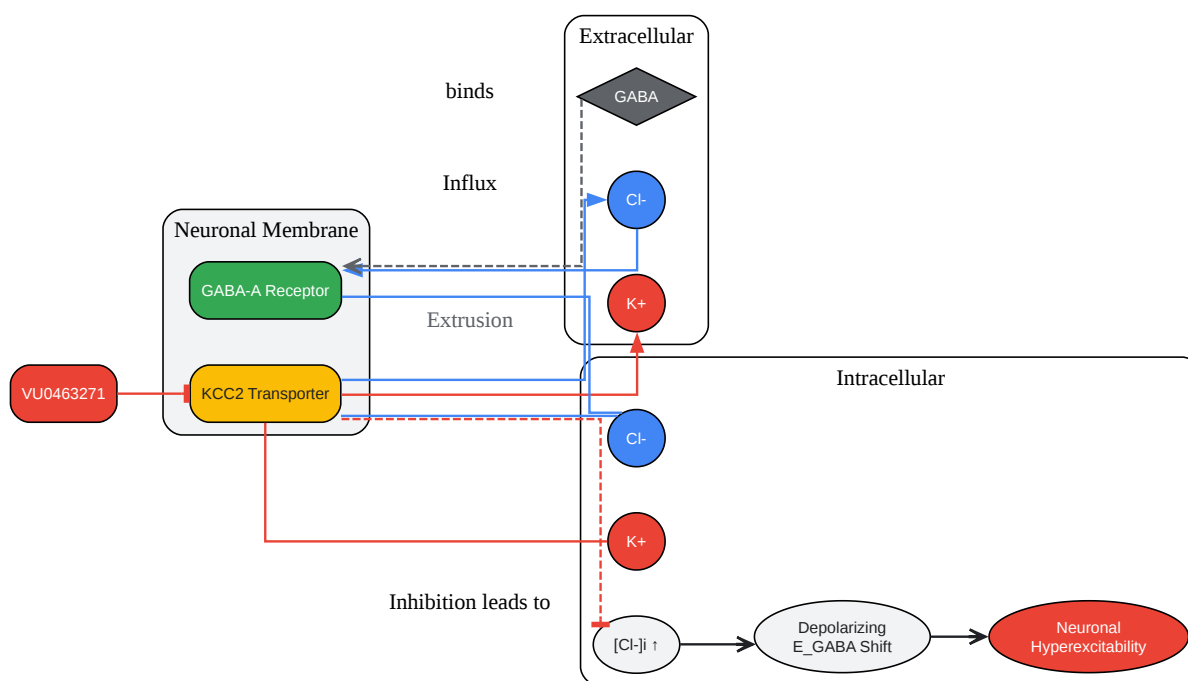 Extracellular
binds
GABA
Influx
Cl-
Neuronal Membrane
GABA-A Receptor
K+
Extrusion
Intracellular
VU0463271
KCC2 Transporter
Cl-
K+
Inhibition leads to
[Cl-]i ↑
Depolarizing
E_GABA Shift
Neuronal
Hyperexcitability